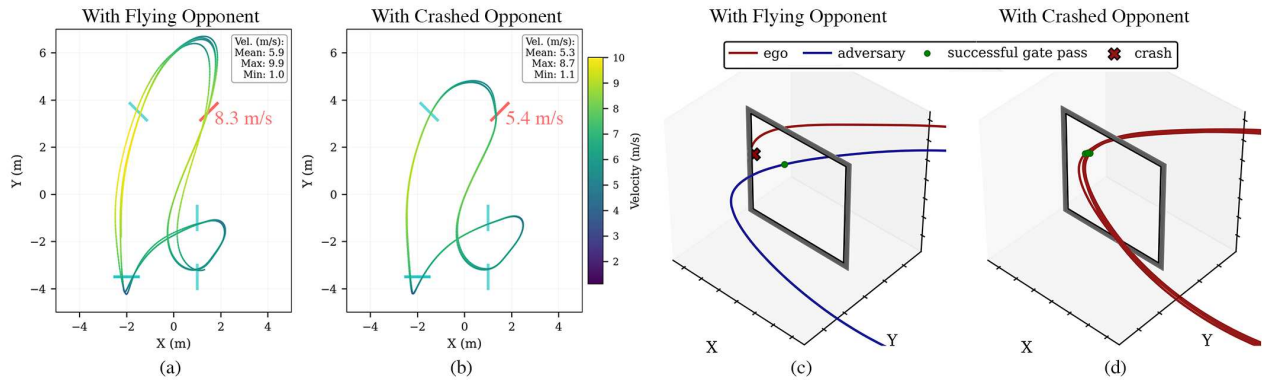 With Flying Opponent
Vel. (m/s):
Mean: 5.9
Max: 9.9
Min: 1.0
8.3 m/s
Y (m)
6
4
2
0
−2
−4
−4
−2
0
2
4
X (m)
(a)
With Crashed Opponent
Vel. (m/s):
Mean: 5.3
Max: 8.7
Min: 1.1
5.4 m/s
Y (m)
6
4
2
0
−2
−4
−4
−2
0
2
4
X (m)
(b)
10
9
8
7
6
5
4
3
2
Velocity (m/s)
With Flying Opponent
With Crashed Opponent
ego
adversary
successful gate pass
crash
X
Y
(c)
X
Y
(d)